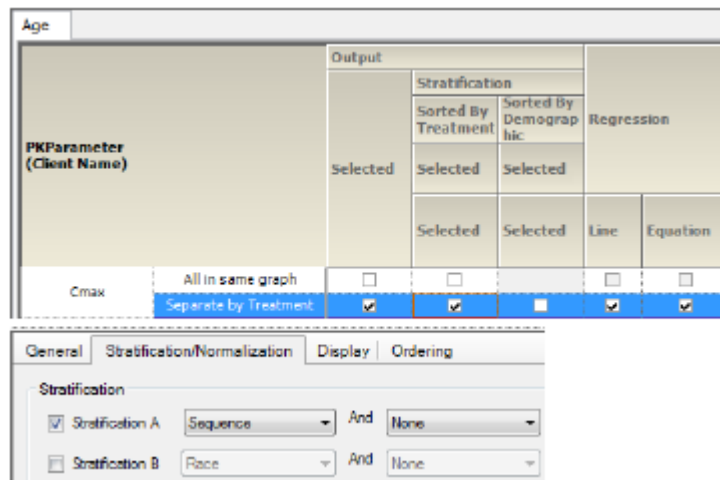 Age
Output
Stratification
Sorted By
Treatment
Sorted By
Demograp
hic
Regression
PKParameter
(Client Name)
Selected
Selected
Selected
Selected
Selected
Line
Equation
Cmax
All in same graph
Separate by Treatment
General
Stratification/Normalization
Display
Ordering
Stratification
Stratification A
Sequence
And
None
Stratification B
Race
And
None